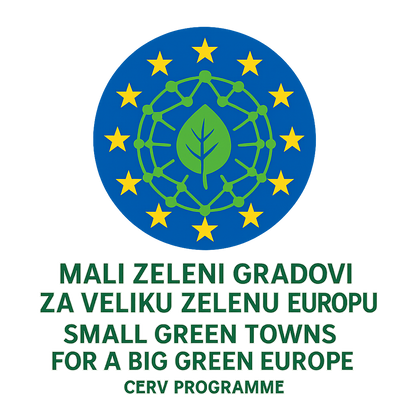 MALI ZELENI GRADOVI
ZA VELIKU ZELENU EUROPU
SMALL GREEN TOWNS
FOR A BIG GREEN EUROPE
CERV PROGRAMME